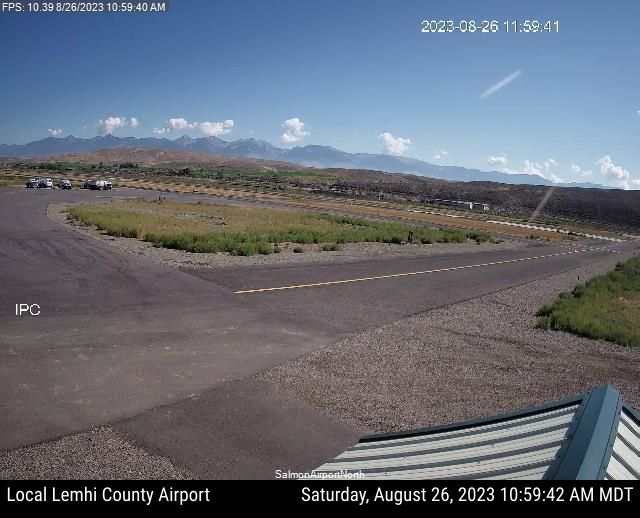 FPS: 10.39 8/26/2023 10:59:40 AM
2023-08-26 11:59:41
IPC
SalmonAirportNorth
Local Lemhi County Airport Saturday, August 26, 2023 10:59:42 AM MDT